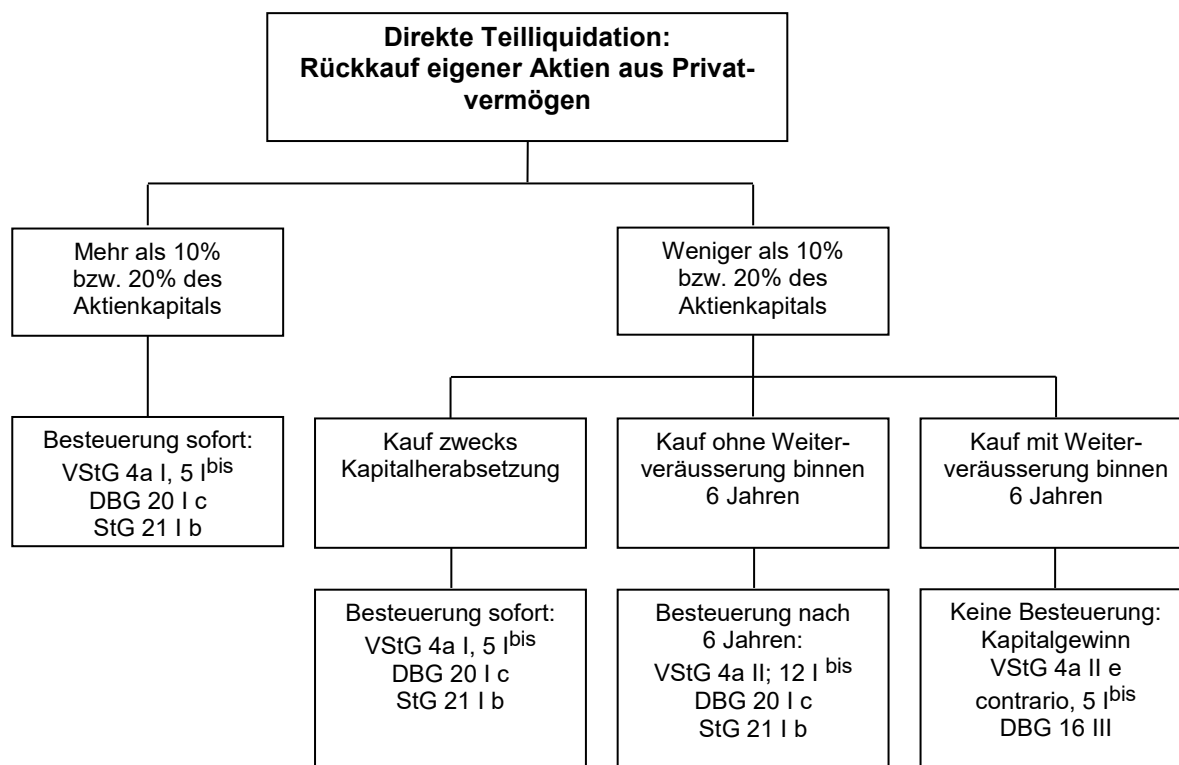 Direkte Teilliquidation:
Rückkauf eigener Aktien aus Privat-
vermögen
Mehr als 10%
bzw. 20% des
Aktienkapitals
Weniger als 10%
bzw. 20% des
Aktienkapitals
Besteuerung sofort:
VStG 4a I, 5 I^bis
DBG 20 I c
StG 21 I b
Kauf zwecks
Kapitalherabsetzung
Kauf ohne Weiter-
veräusserung binnen
6 Jahren
Kauf mit Weiter-
veräusserung binnen
6 Jahren
Besteuerung sofort:
VStG 4a I, 5 I^bis
DBG 20 I c
StG 21 I b
Besteuerung nach
6 Jahren:
VStG 4a II; 12 I ^bis
DBG 20 I c
StG 21 I b
Keine Besteuerung:
Kapitalgewinn
VStG 4a II e
contrario, 5 I^bis
DBG 16 III